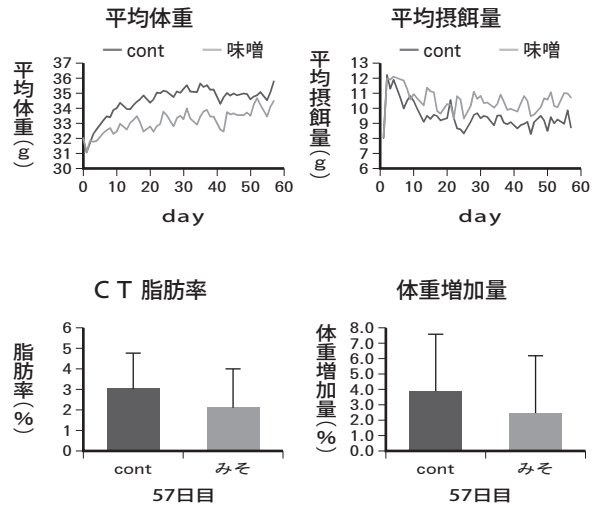 平均体重
cont 味噌
平均体重(g)
37
36
35
34
33
32
31
30
0 10 20 30 40 50 60
day
平均摂餌量
cont 味噌
平均摂餌量(g)
13
12
11
10
9
8
7
6
0 10 20 30 40 50 60
day
CT 脂肪率
脂肪率(%)
6
5
4
3
2
1
0
cont みそ
57日目
体重増加量
体重増加量(%)
8.0
7.0
6.0
5.0
4.0
3.0
2.0
1.0
0.0
cont みそ
57日目